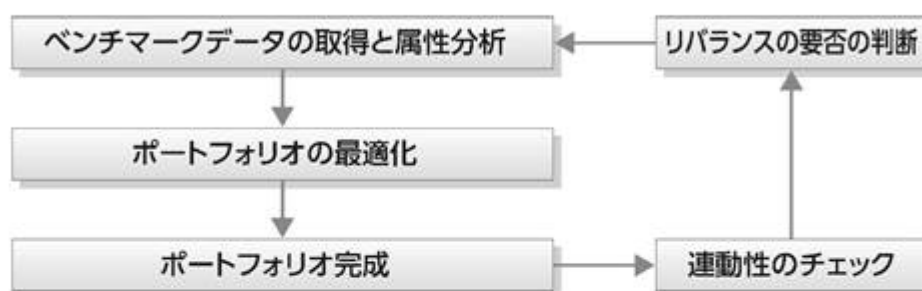 ベンチマークデータの取得と属性分析
リバランスの要否の判断
ポートフォリオの最適化
ポートフォリオ完成
連動性のチェック